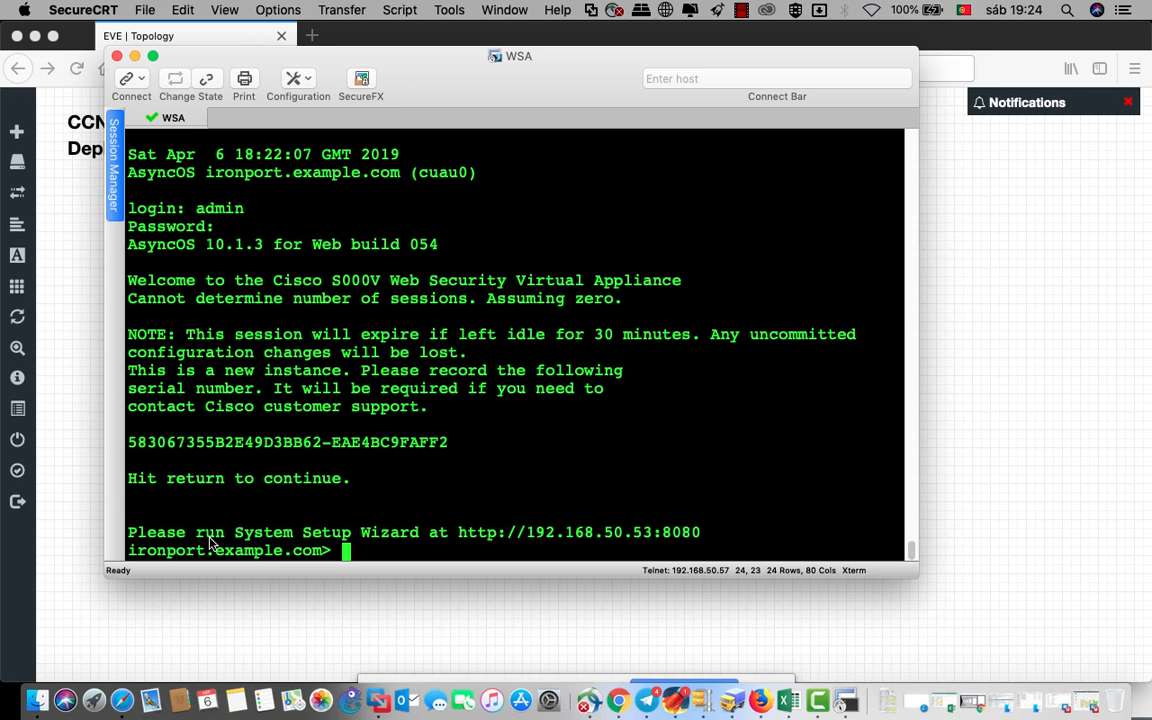 SecureCRT File Edit View Options Transfer Script Tools Window Help 100% sáb 19:24
EVE | Topology
WSA
Enter host
Connect Change State Print Configuration SecureFX Connect Bar
Notifications
WSA
CCN
Dep
Session Manager
Sat Apr  6 18:22:07 GMT 2019
AsyncOS ironport.example.com (cuau0)
login: admin
Password:
AsyncOS 10.1.3 for Web build 054
Welcome to the Cisco S000V Web Security Virtual Appliance
Cannot determine number of sessions. Assuming zero.
NOTE: This session will expire if left idle for 30 minutes. Any uncommitted
configuration changes will be lost.
This is a new instance. Please record the following
serial number. It will be required if you need to
contact Cisco customer support.
583067355B2E49D3BB62-EAE4BC9FAFF2
Hit return to continue.
Please run System Setup Wizard at http://192.168.50.53:8080
ironport.example.com>
Ready Telnet: 192.168.50.57 24, 23 24 Rows, 80 Cols Xterm